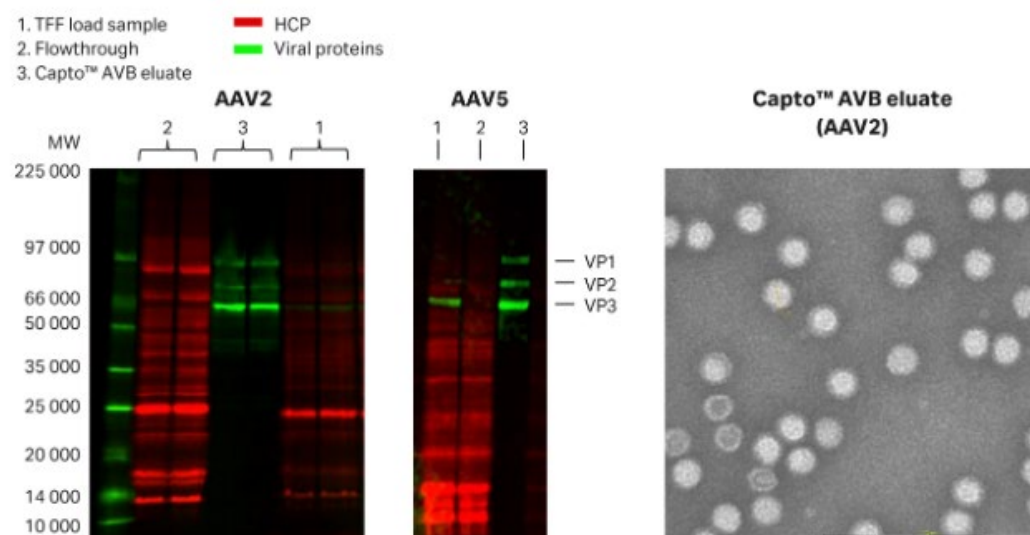 1. TFF load sample
2. Flowthrough
3. Capto™ AVB eluate
HCP
Viral proteins
AAV2
AAV5
Capto™ AVB eluate
(AAV2)
MW
2 3 1
1 2 3
225 000
97 000
66 000
50 000
35 000
25 000
20 000
14 000
10 000
VP1
VP2
VP3